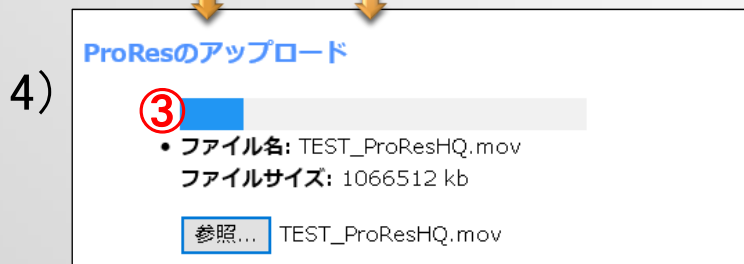 ProResのアップロード
4)
③
• ファイル名: TEST_ProResHQ.mov
ファイルサイズ: 1066512 kb
参照... TEST_ProResHQ.mov